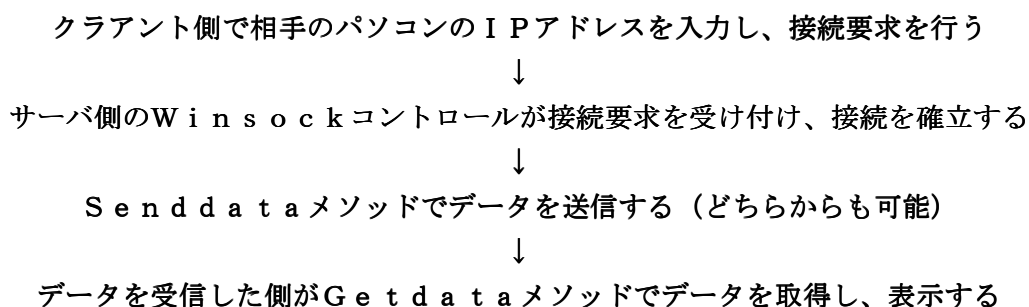 クラアント側で相手のパソコンのＩＰアドレスを入力し、接続要求を行う
↓
サーバ側のＷｉｎｓｏｃｋコントロールが接続要求を受け付け、接続を確立する
↓
Ｓｅｎｄｄａｔａメソッドでデータを送信する（どちらからも可能）
↓
データを受信した側がＧｅｔｄａｔａメソッドでデータを取得し、表示する